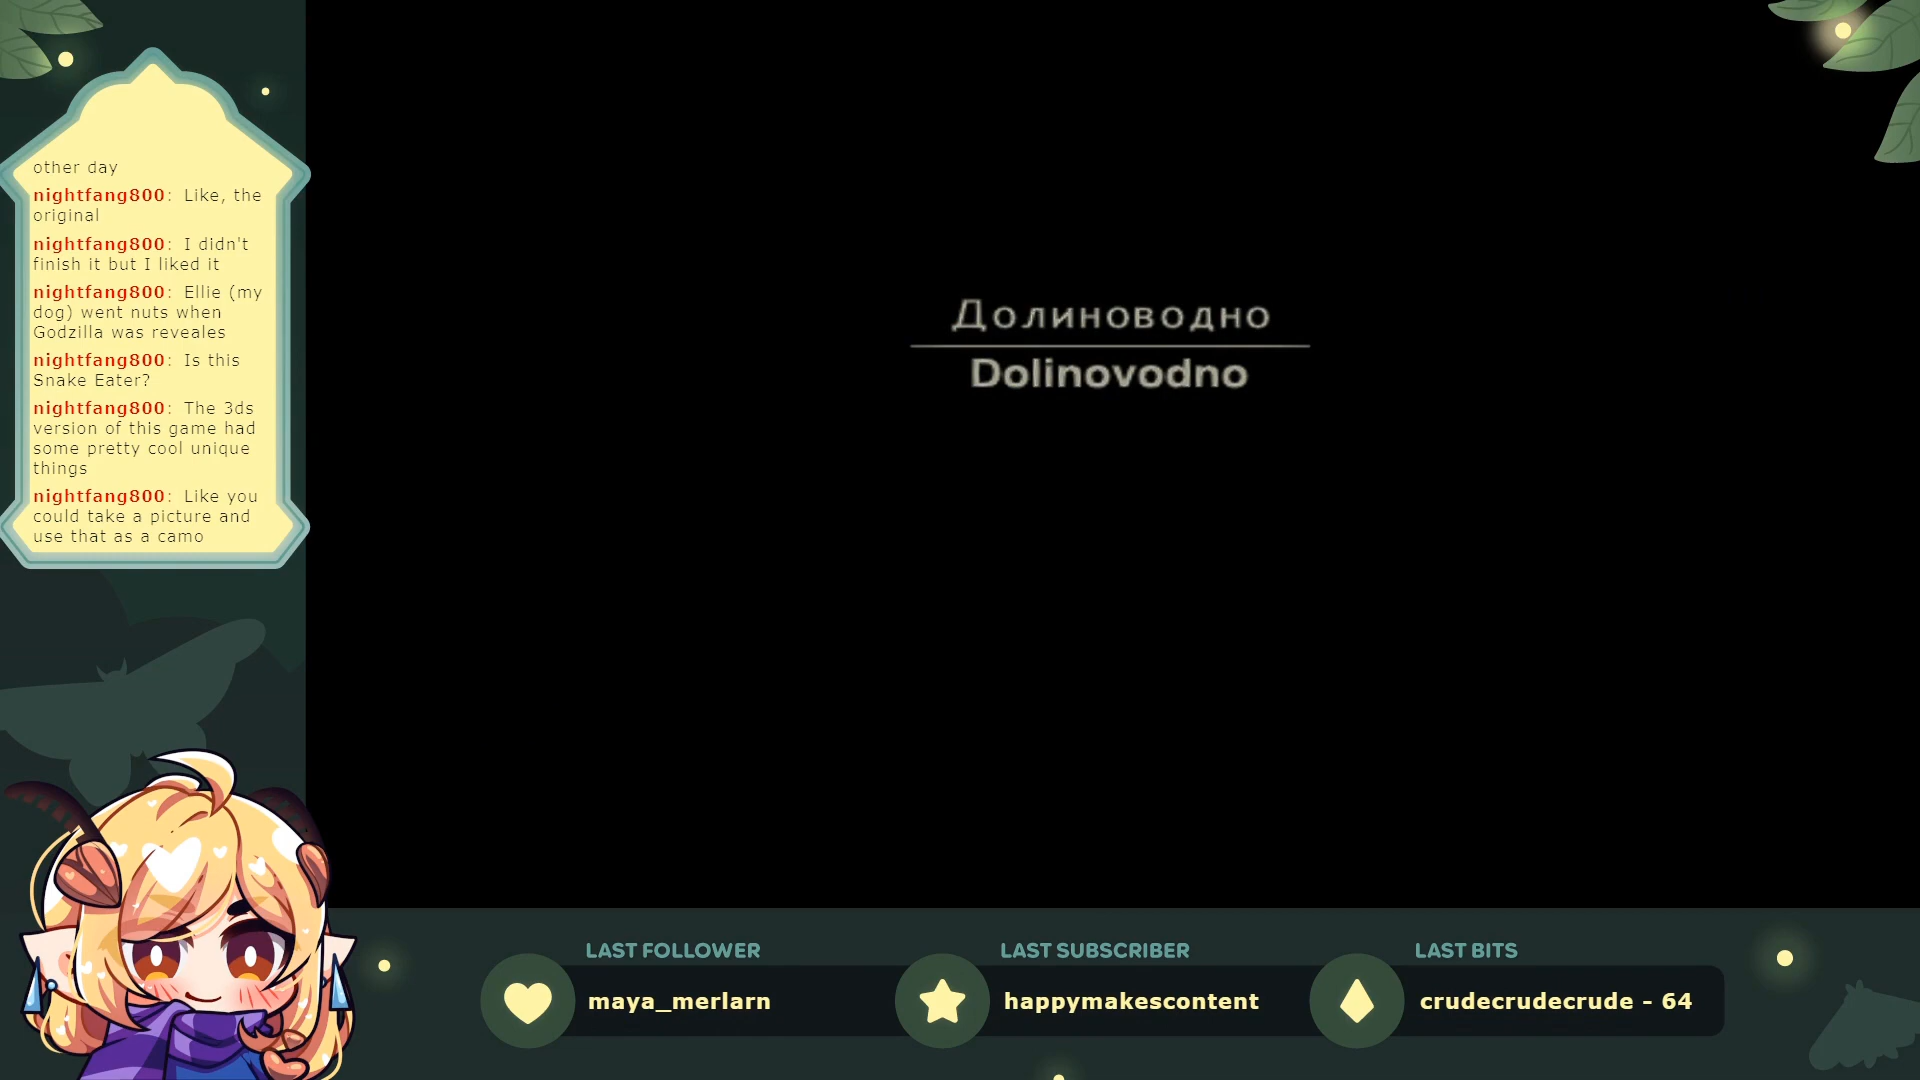 other day
nightfang800: Like, the
original
nightfang800: I didn't
finish it but I liked it
nightfang800: Ellie (my
dog) went nuts when
Godzilla was reveales
nightfang800: Is this
Snake Eater?
nightfang800: The 3ds
version of this game had
some pretty cool unique
things
nightfang800: Like you
could take a picture and
use that as a camo
Долиноводно
Dolinovodno
LAST FOLLOWER
maya_merlarn
LAST SUBSCRIBER
happymakescontent
LAST BITS
crudecrudecrude - 64